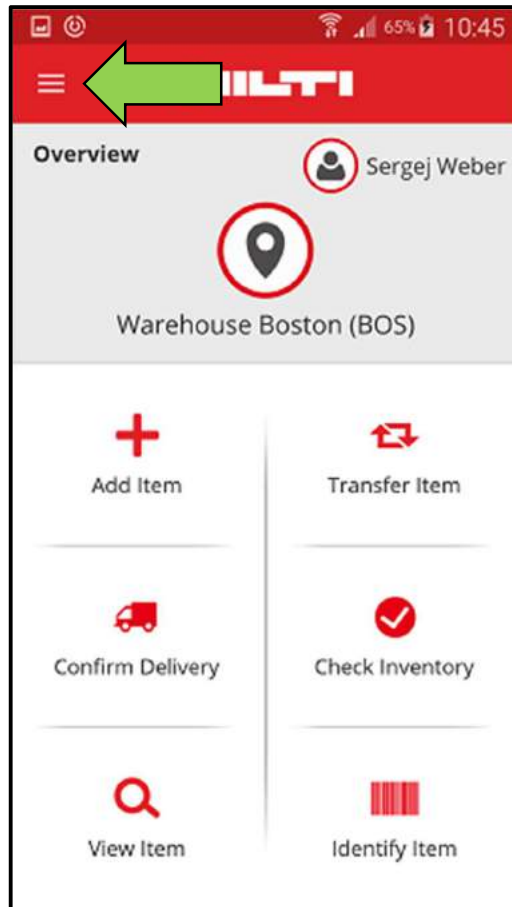 65% 10:45
Overview
Sergej Weber
Warehouse Boston (BOS)
Add Item
Transfer Item
Confirm Delivery
Check Inventory
View Item
Identify Item